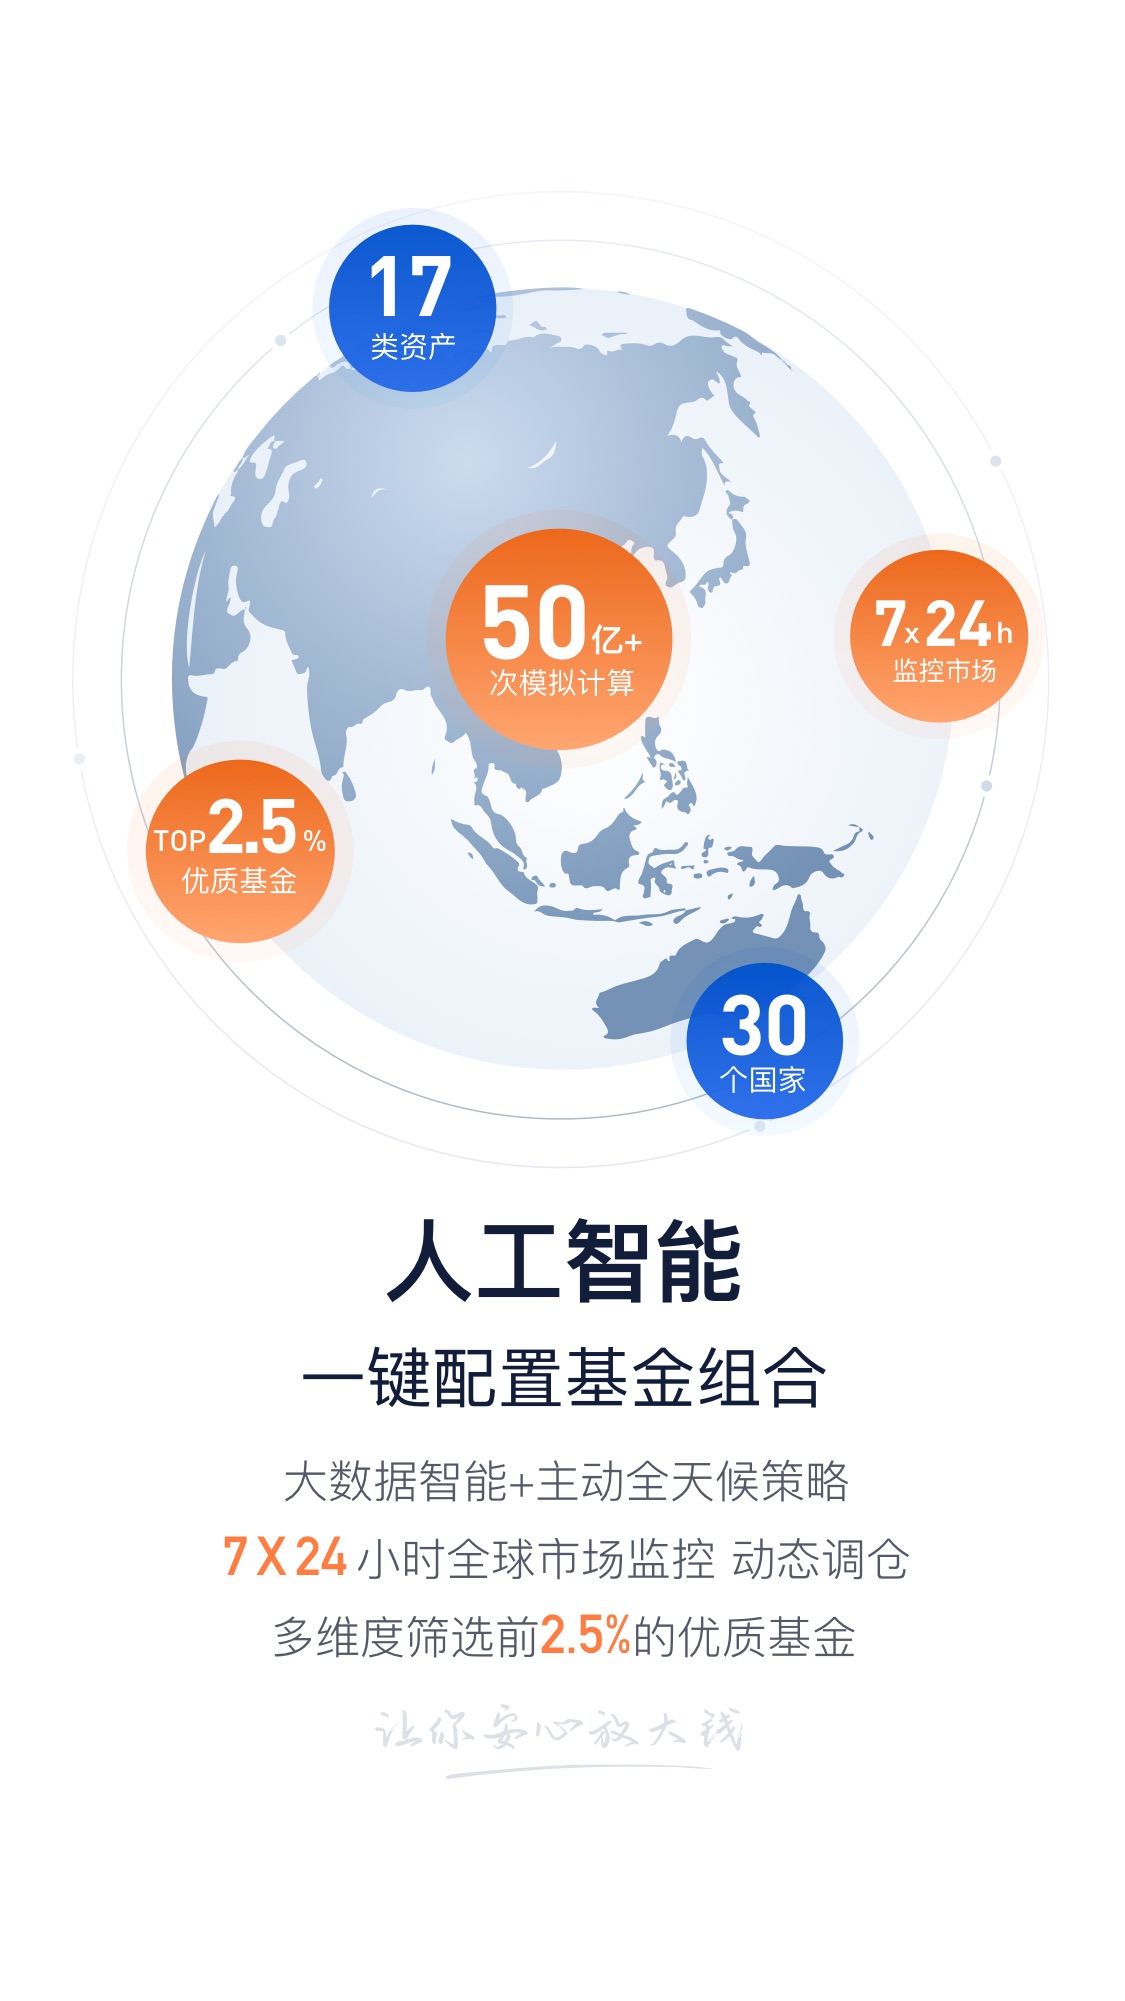 17
类资产
50亿+
次模拟计算
7x24h
监控市场
TOP2.5%
优质基金
30
个国家
人工智能
一键配置基金组合
大数据智能+主动全天候策略
7X24小时全球市场监控 动态调仓
多维度筛选前2.5%的优质基金
让你安心放大钱